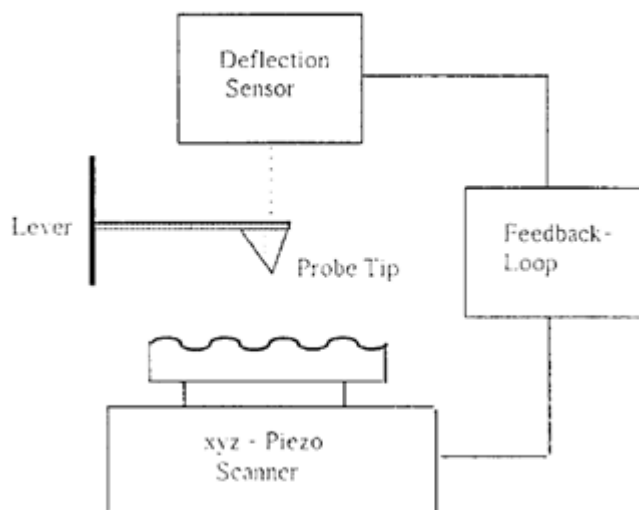 Deflection
Sensor
Lever
Probe Tip
Feedback-
Loop
xyz - Piezo
Scanner